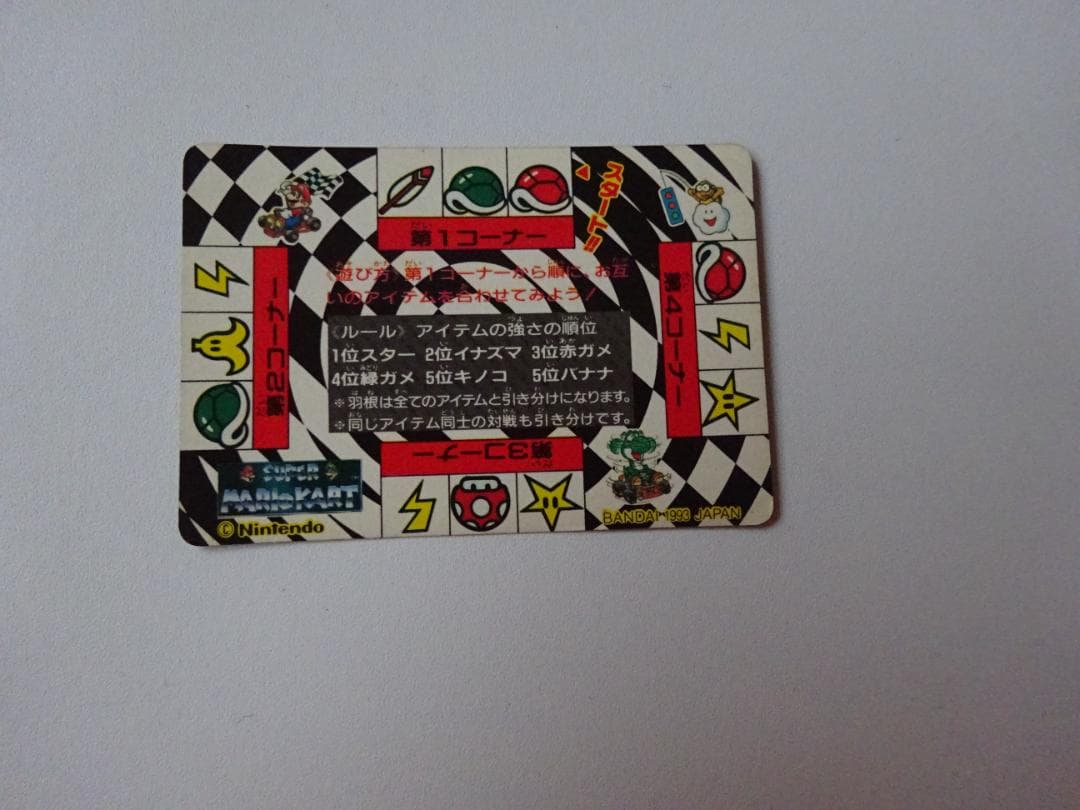 スタート!!
第1コーナー
〈遊び方〉第1コーナーから順に、お互
いのアイテムを合わせてみよう!
〈ルール〉アイテムの強さの順位
1位スター 2位イナズマ 3位赤ガメ
4位緑ガメ 5位キノコ 5位バナナ
※羽根は全てのアイテムと引き分けになります。
※同じアイテム同士の対戦も引き分けです。
第2コーナー
第3コーナー
第4コーナー
SUPER
MARIO KART
© Nintendo
BANDAI 1993 JAPAN